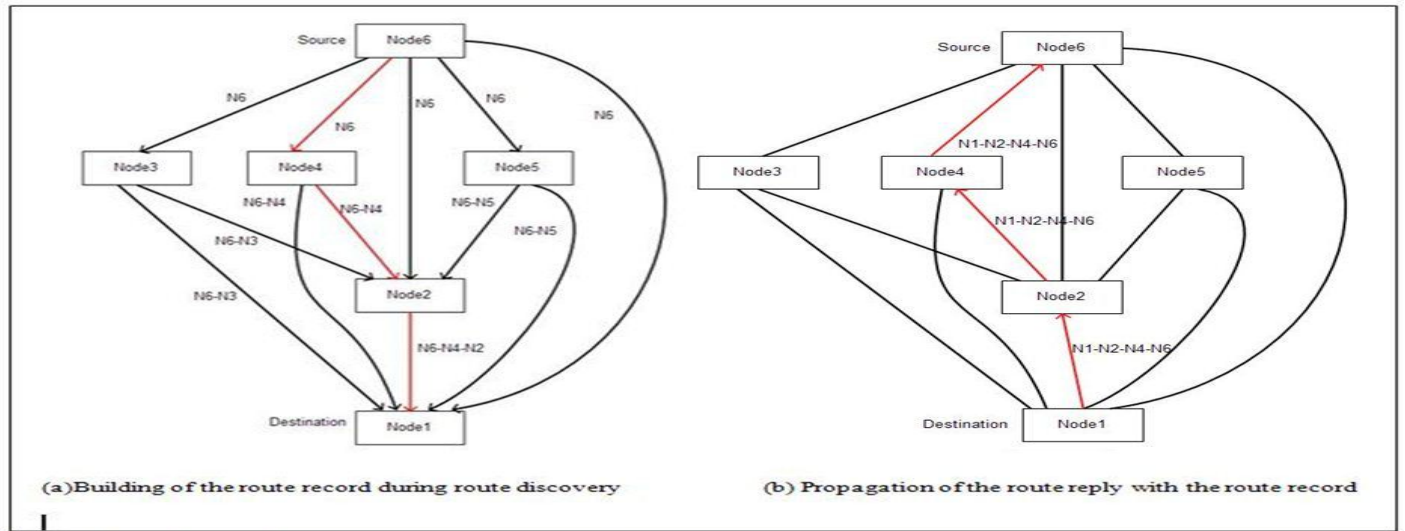 Source
Node6
N6
N6
N6
N6
N6
Node3
Node4
Node5
N6-N4
N6-N4
N6-N5
N6-N5
N6-N3
N6-N3
Node2
N6-N4-N2
Destination
Node1
(a)Building of the route record during route discovery
Source
Node6
N1-N2-N4-N6
Node3
Node4
Node5
N1-N2-N4-N6
Node2
N1-N2-N4-N6
Destination
Node1
(b) Propagation of the route reply with the route record